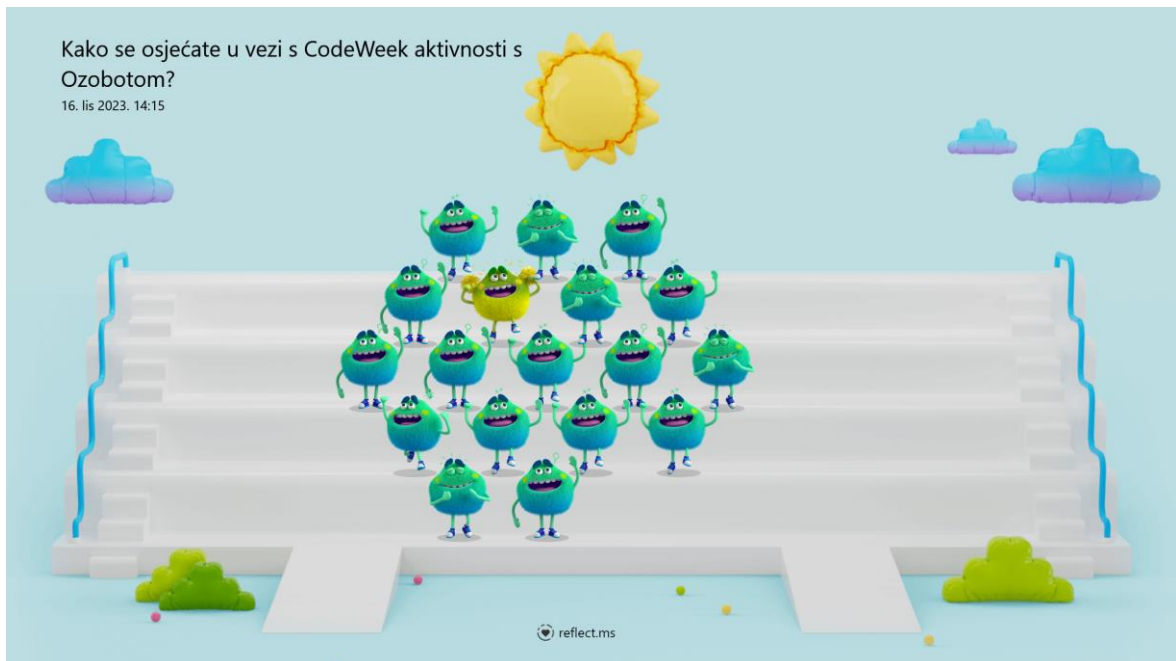 Kako se osjećate u vezi s CodeWeek aktivnosti s
Ozobotom?
16. lis 2023. 14:15
reflect.ms